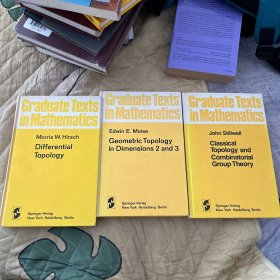 Graduate Texts
in Mathematics
Morris W. Hirsch
Differential
Topology
Springer-Verlag
New York Heidelberg Berlin
Graduate Texts
in Mathematics
Edwin E. Moise
Geometric Topology
in Dimensions 2 and 3
Springer-Verlag
New York Heidelberg Berlin
Graduate Texts
in Mathematics
John Stillwell
Classical
Topology and
Combinatorial
Group Theory
Springer-Verlag
New York Heidelberg Berlin